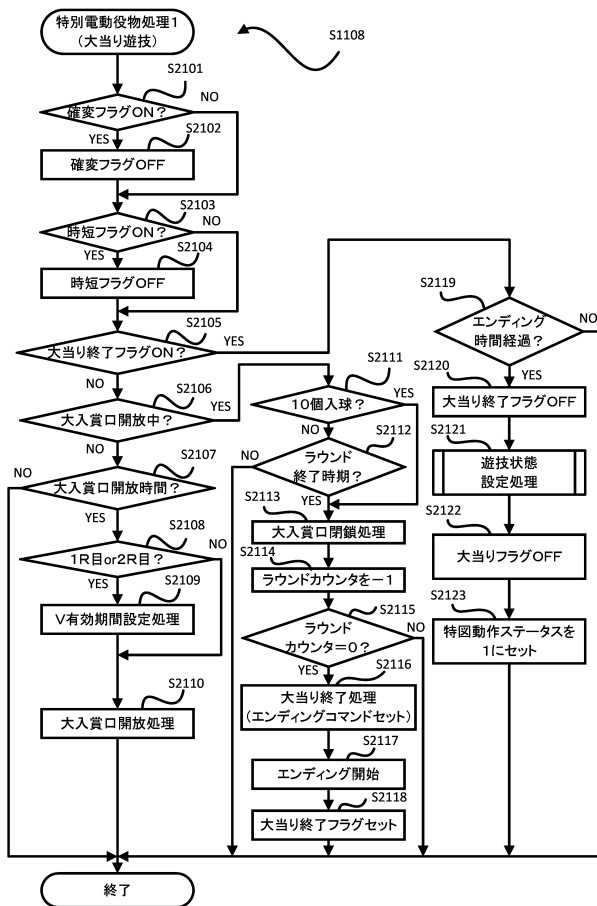 特別電動役物処理1
（大当り遊技）
S1108
S2101
確変フラグON？
NO
YES
S2102
確変フラグOFF
S2103
時短フラグON？
NO
YES
S2104
時短フラグOFF
S2105
大当り終了フラグON？
YES
NO
S2106
大入賞口開放中？
YES
NO
S2107
NO
大入賞口開放時間？
YES
S2108
1R目or2R目？
NO
YES
S2109
V有効期間設定処理
S2110
大入賞口開放処理
S2111
10個入球？
YES
NO
S2112
NO
ラウンド
終了時期？
YES
S2113
大入賞口閉鎖処理
S2114
ラウンドカウンタを－1
S2115
ラウンド
カウンタ＝0？
NO
YES
S2116
大当り終了処理
（エンディングコマンドセット）
S2117
エンディング開始
S2118
大当り終了フラグセット
S2119
エンディング
時間経過？
NO
YES
S2120
大当り終了フラグOFF
S2121
遊技状態
設定処理
S2122
大当りフラグOFF
S2123
特図動作ステータスを
1にセット
終了